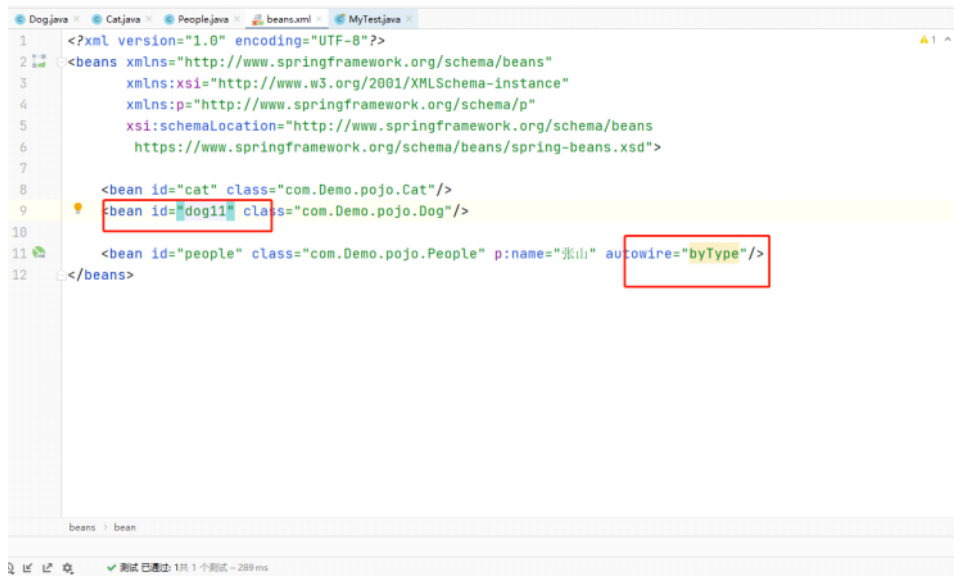 Dog.java Cat.java People.java beans.xml MyTest.java
1 <?xml version="1.0" encoding="UTF-8"?> 1
2 <beans xmlns="http://www.springframework.org/schema/beans"
3 xmlns:xsi="http://www.w3.org/2001/XMLSchema-instance"
4 xmlns:p="http://www.springframework.org/schema/p"
5 xsi:schemaLocation="http://www.springframework.org/schema/beans
6 https://www.springframework.org/schema/beans/spring-beans.xsd">
7
8 <bean id="cat" class="com.Demo.pojo.Cat"/>
9 <bean id="dog11" class="com.Demo.pojo.Dog"/>
10
11 <bean id="people" class="com.Demo.pojo.People" p:name="张山" autowire="byType"/>
12 </beans>
beans > bean
测试 已通过: 1共 1 个测试 – 289 ms